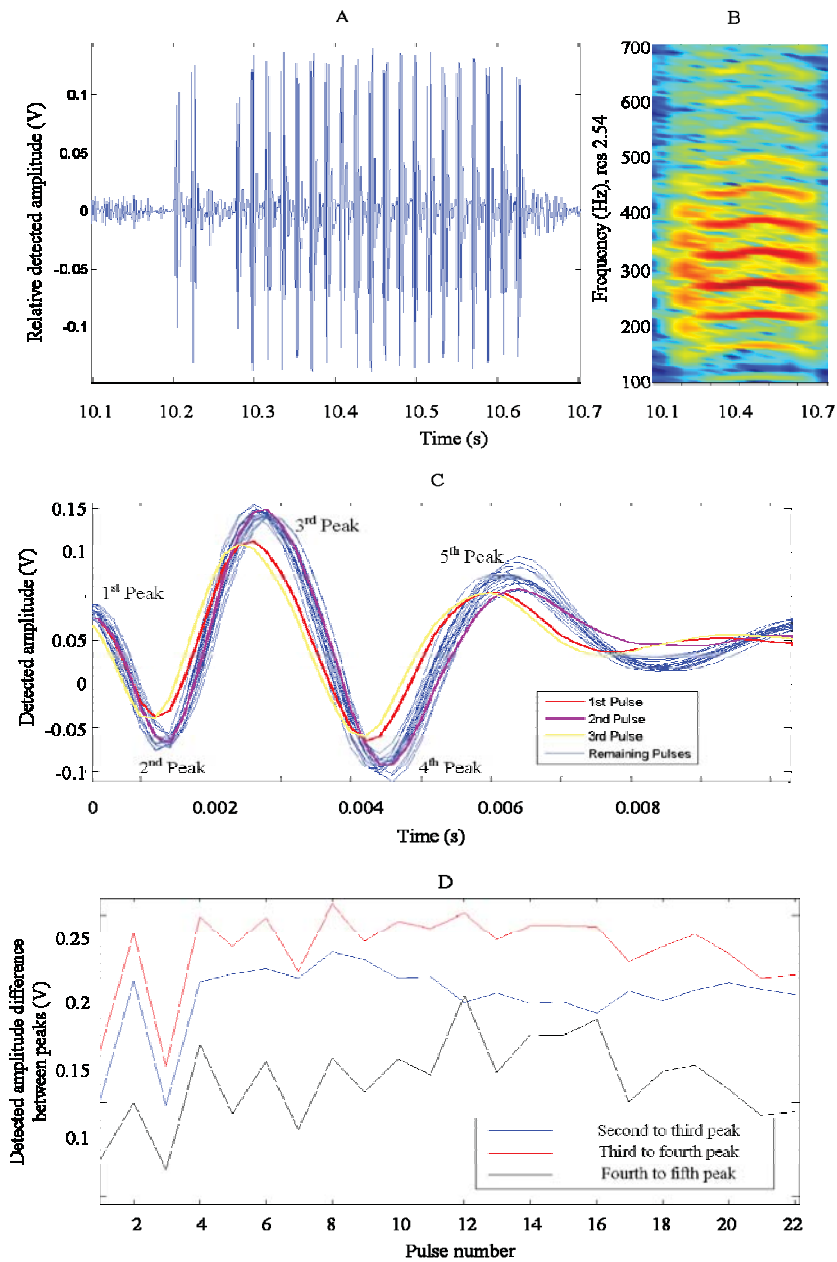 A
B
Relative detected amplitude (V)
0.1
0.05
0
-0.05
-0.1
10.1 10.2 10.3 10.4 10.5 10.6 10.7
Time (s)
Frequency (Hz), res 2.54
700
600
500
400
300
200
100
10.1 10.4 10.7
C
Detected amplitude (V)
0.15
0.1
0.05
0
-0.05
-0.1
1st Peak
2nd Peak
3rd Peak
4th Peak
5th Peak
1st Pulse
2nd Pulse
3rd Pulse
Remaining Pulses
0 0.002 0.004 0.006 0.008
Time (s)
D
Detected amplitude difference
between peaks (V)
0.25
0.2
0.15
0.1
Second to third peak
Third to fourth peak
Fourth to fifth peak
2 4 6 8 10 12 14 16 18 20 22
Pulse number